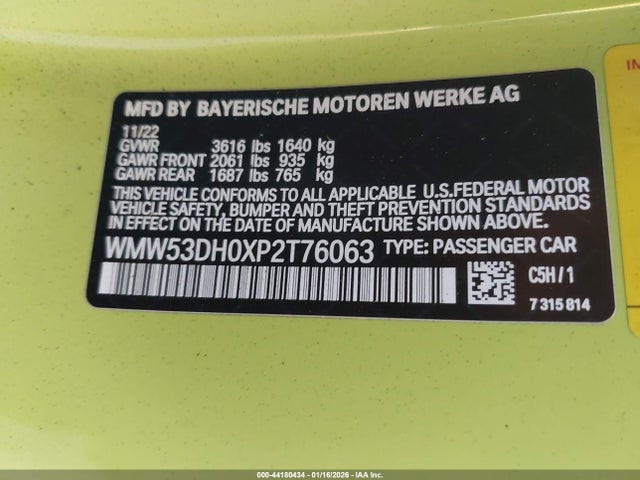 MFD BY BAYERISCHE MOTOREN WERKE AG
11/22
GVWR 3616 lbs 1640 kg
GAWR FRONT 2061 lbs 935 kg
GAWR REAR 1687 lbs 765 kg
THIS VEHICLE CONFORMS TO ALL APPLICABLE U.S.FEDERAL MOTOR
VEHICLE SAFETY, BUMPER AND THEFT PREVENTION STANDARDS
IN EFFECT ON THE DATE OF MANUFACTURE SHOWN ABOVE.
WMW53DH0XP2T76063 TYPE: PASSENGER CAR
C5H/1
7 315 814
000-44180434 - 01/16/2026 - IAA Inc.